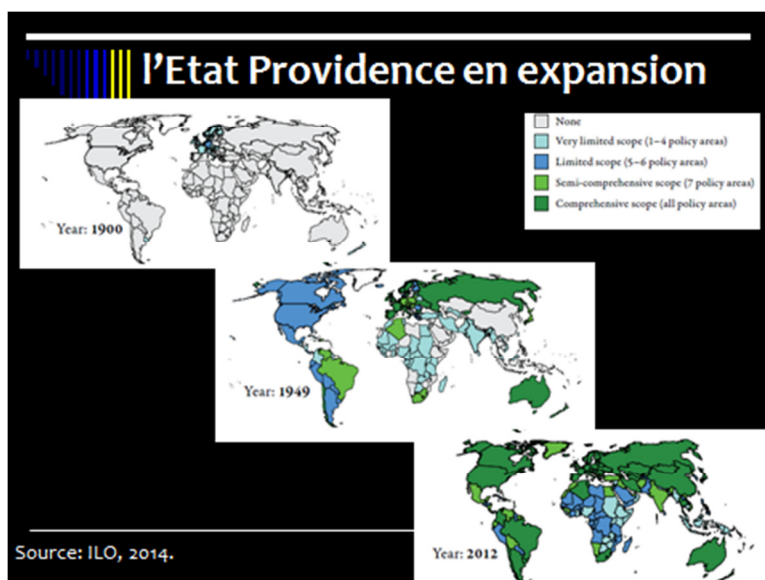 l'Etat Providence en expansion
None
Very limited scope (1–4 policy areas)
Limited scope (5–6 policy areas)
Semi-comprehensive scope (7 policy areas)
Comprehensive scope (all policy areas)
Year: 1900
Year: 1949
Year: 2012
Source: ILO, 2014.